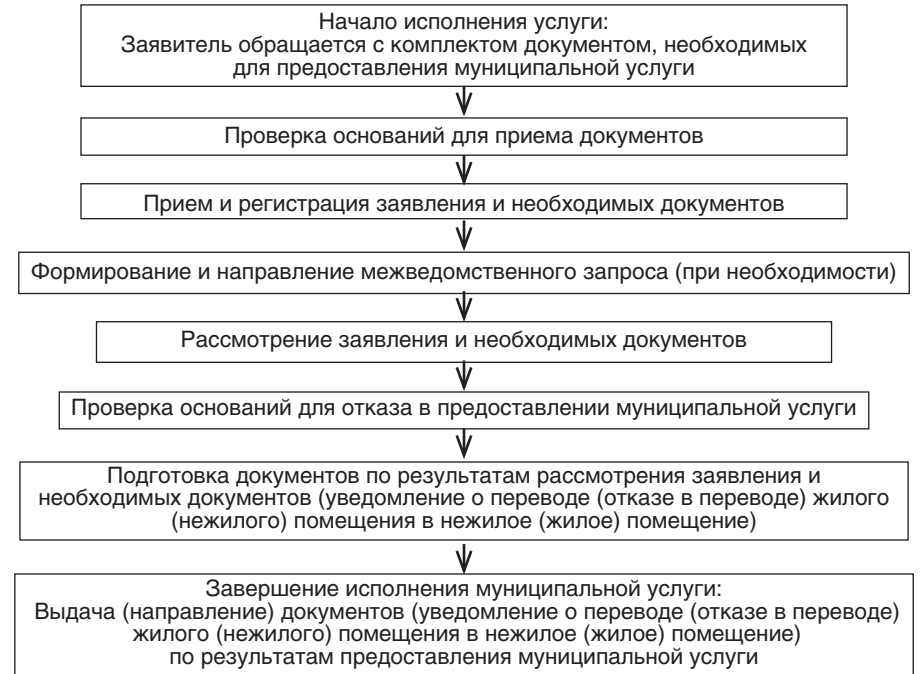 Начало исполнения услуги:
Заявитель обращается с комплектом документом, необходимых
для предоставления муниципальной услуги
Проверка оснований для приема документов
Прием и регистрация заявления и необходимых документов
Формирование и направление межведомственного запроса (при необходимости)
Рассмотрение заявления и необходимых документов
Проверка оснований для отказа в предоставлении муниципальной услуги
Подготовка документов по результатам рассмотрения заявления и
необходимых документов (уведомление о переводе (отказе в переводе) жилого
(нежилого) помещения в нежилое (жилое) помещение)
Завершение исполнения муниципальной услуги:
Выдача (направление) документов (уведомление о переводе (отказе в переводе)
жилого (нежилого) помещения в нежилое (жилое) помещение)
по результатам предоставления муниципальной услуги